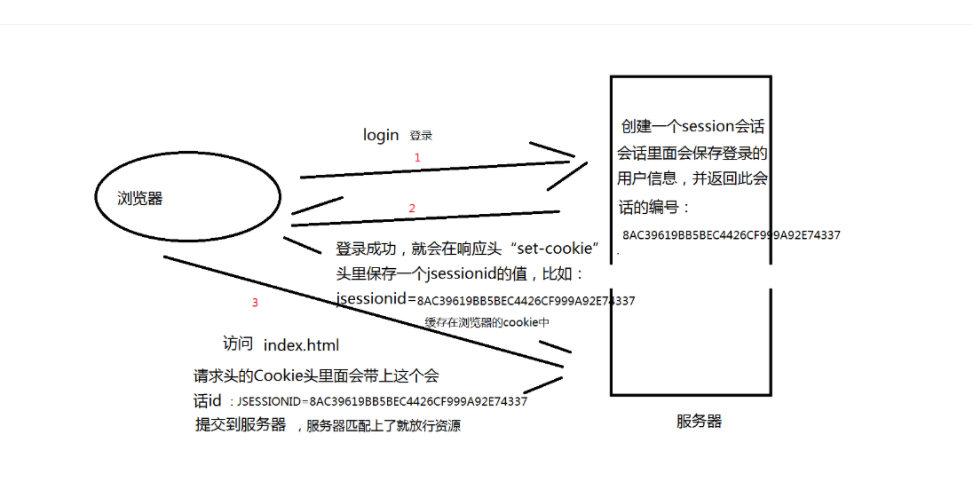 login 登录
1
创建一个session会话
会话里面会保存登录的
用户信息，并返回此会
话的编号：
8AC39619BB5BEC4426CF999A92E74337
.
浏览器
2
登录成功，就会在响应头“set-cookie”
头里保存一个jsessionid的值，比如：
jsessionid=8AC39619BB5BEC4426CF999A92E74337
缓存在浏览器的cookie中
3
访问 index.html
请求头的Cookie头里面会带上这个会
话id ：JSESSIONID=8AC39619BB5BEC4426CF999A92E74337
提交到服务器 ，服务器匹配上了就放行资源
服务器